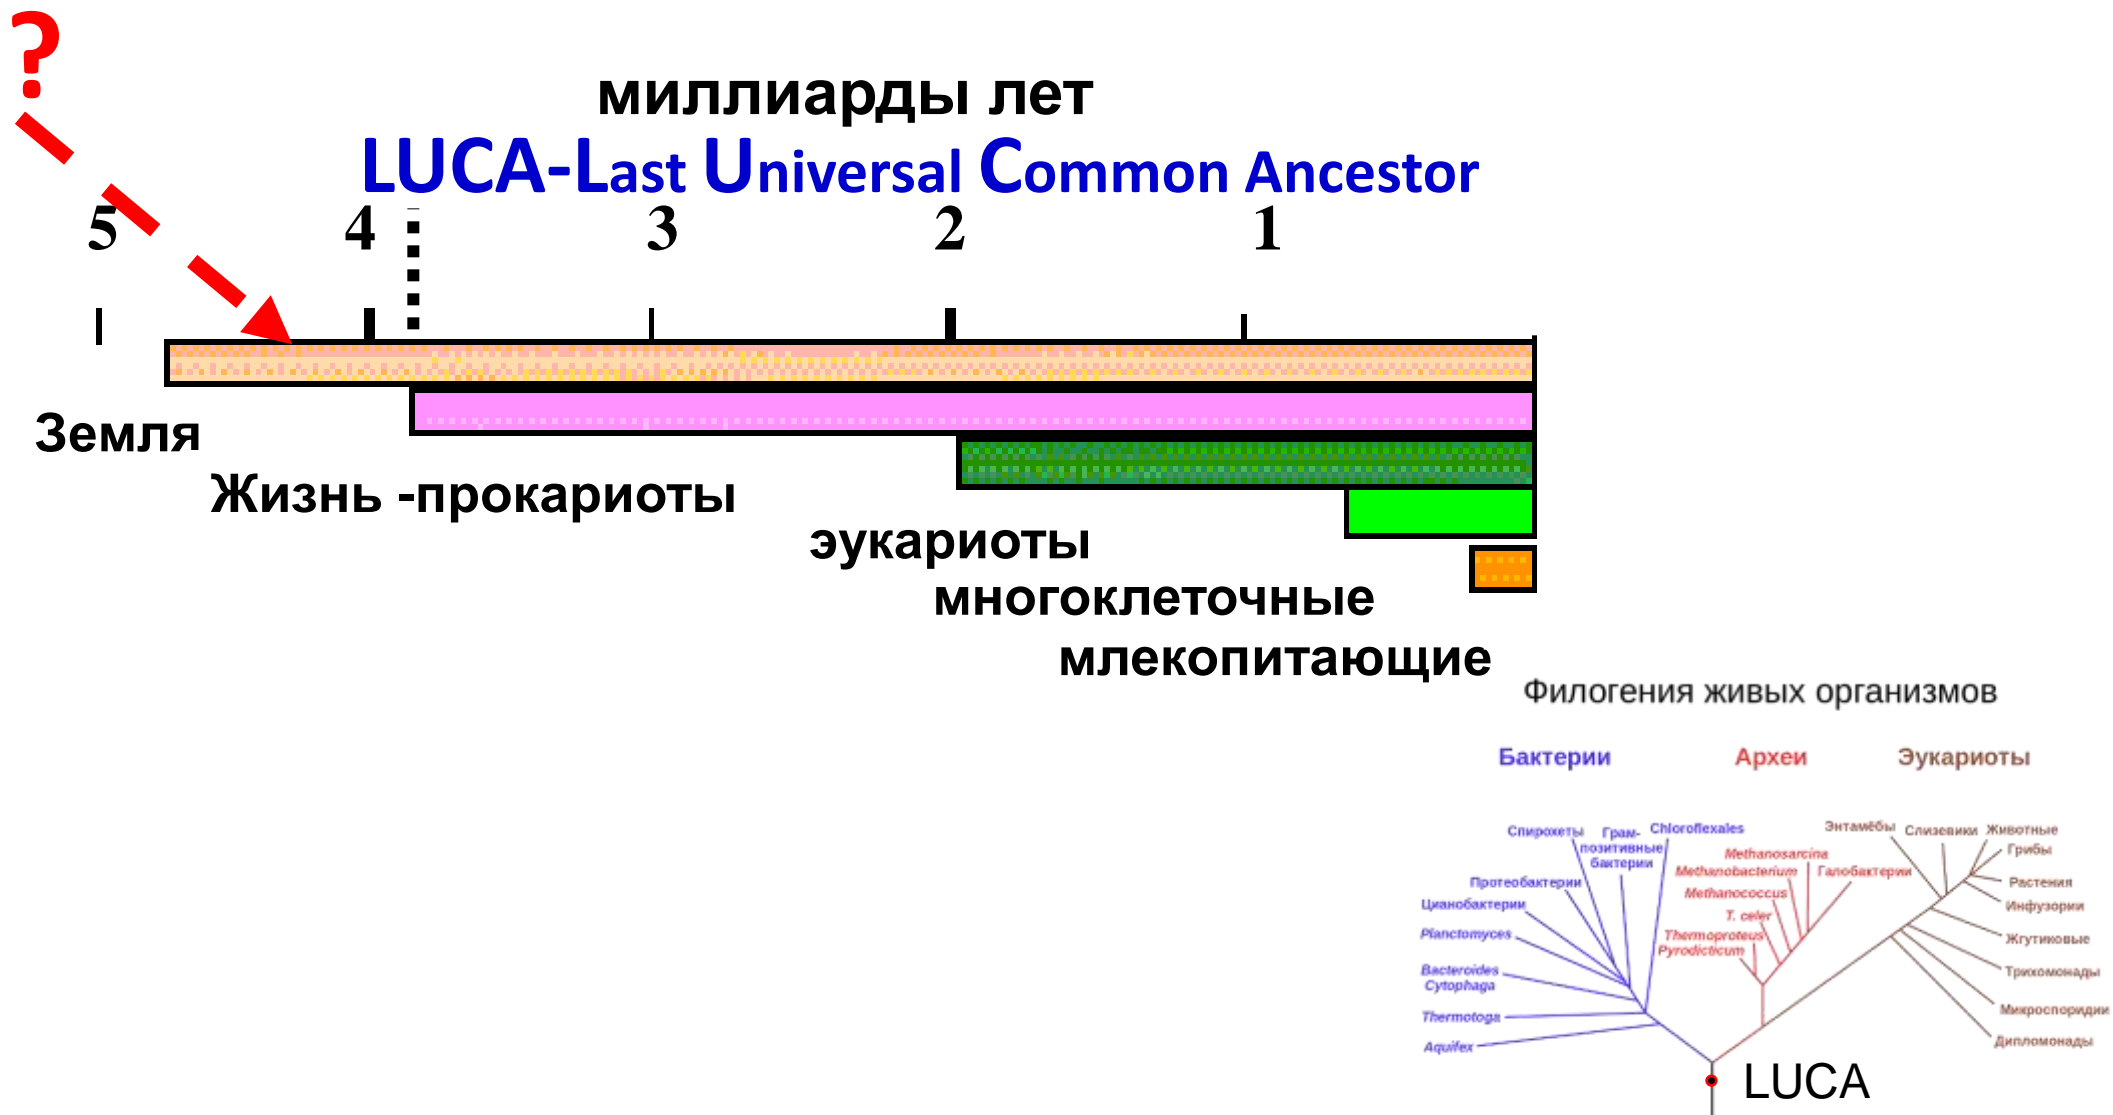 ?
миллиарды лет
LUCA-Last Universal Common Ancestor
5 4 3 2 1
Земля
Жизнь -прокариоты
эукариоты
многоклеточные
млекопитающие
Филогения живых организмов
Бактерии Археи Эукариоты
Спирохеты
Грам-
позитивные
бактерии
Chloroflexales
Протеобактерии
Цианобактерии
Planctomyces
Bacteroides
Cytophaga
Thermotoga
Aquifex
Methanosarcina
Methanobacterium
Галобактерии
Methanococcus
T. celer
Thermoproteus
Pyrodicticum
Энтамёбы
Слизевики
Животные
Грибы
Растения
Инфузории
Жгутиковые
Трихомонады
Микроспоридии
Дипломонады
LUCA